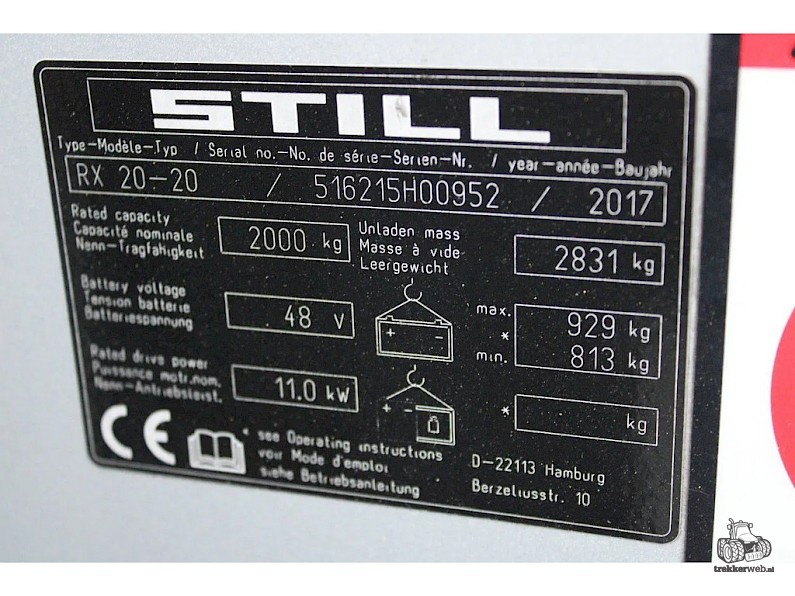 STILL
Type-Modèle-Typ / Serial no.-No. de série-Serien-Nr. / year-année-Baujahr
RX 20-20 / 516215H00952 / 2017
Rated capacity
Capacité nominale
Nenn-Tragfähigkeit
2000 kg
Unladen mass
Masse à vide
Leergewicht
2831 kg
Battery voltage
Tension batterie
Batteriespannung
48 V
+ -
max. 929 kg
*
min. 813 kg
Rated drive power
Puissance motr.nom.
Nenn-Antriebsleist.
11.0 kW
+ -
* kg
CE
* see Operating instructions
voir Mode d'emploi
siehe Betriebsanleitung
D-22113 Hamburg
Berzeliusstr. 10
trekkerweb.nl